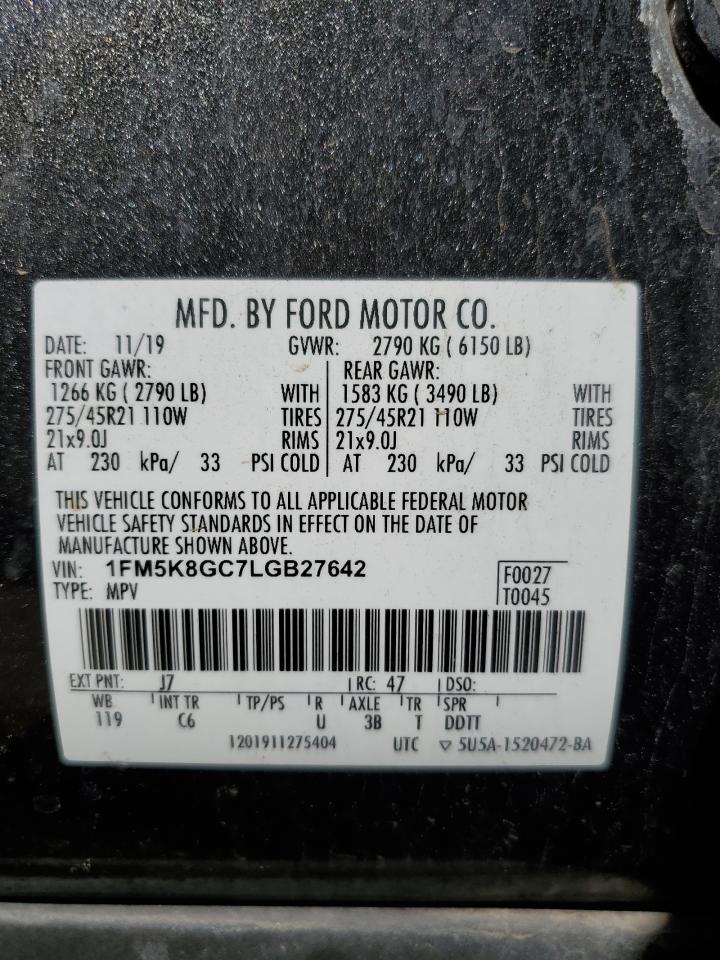 MFD. BY FORD MOTOR CO.
DATE: 11/19 GVWR: 2790 KG ( 6150 LB)
FRONT GAWR: REAR GAWR:
1266 KG ( 2790 LB) WITH 1583 KG ( 3490 LB) WITH
275/45R21 110W TIRES 275/45R21 110W TIRES
21x9.0J RIMS 21x9.0J RIMS
AT 230 kPa/ 33 PSI COLD AT 230 kPa/ 33 PSI COLD
THIS VEHICLE CONFORMS TO ALL APPLICABLE FEDERAL MOTOR
VEHICLE SAFETY STANDARDS IN EFFECT ON THE DATE OF
MANUFACTURE SHOWN ABOVE.
VIN: 1FM5K8GC7LGB27642 F0027
TYPE: MPV T0045
EXT PNT: J7 RC: 47 DSO:
WB INT TR TP/PS R AXLE TR SPR
119 C6 U 3B T DDTT
1201911275404 UTC ▽ 5U5A-1520472-BA